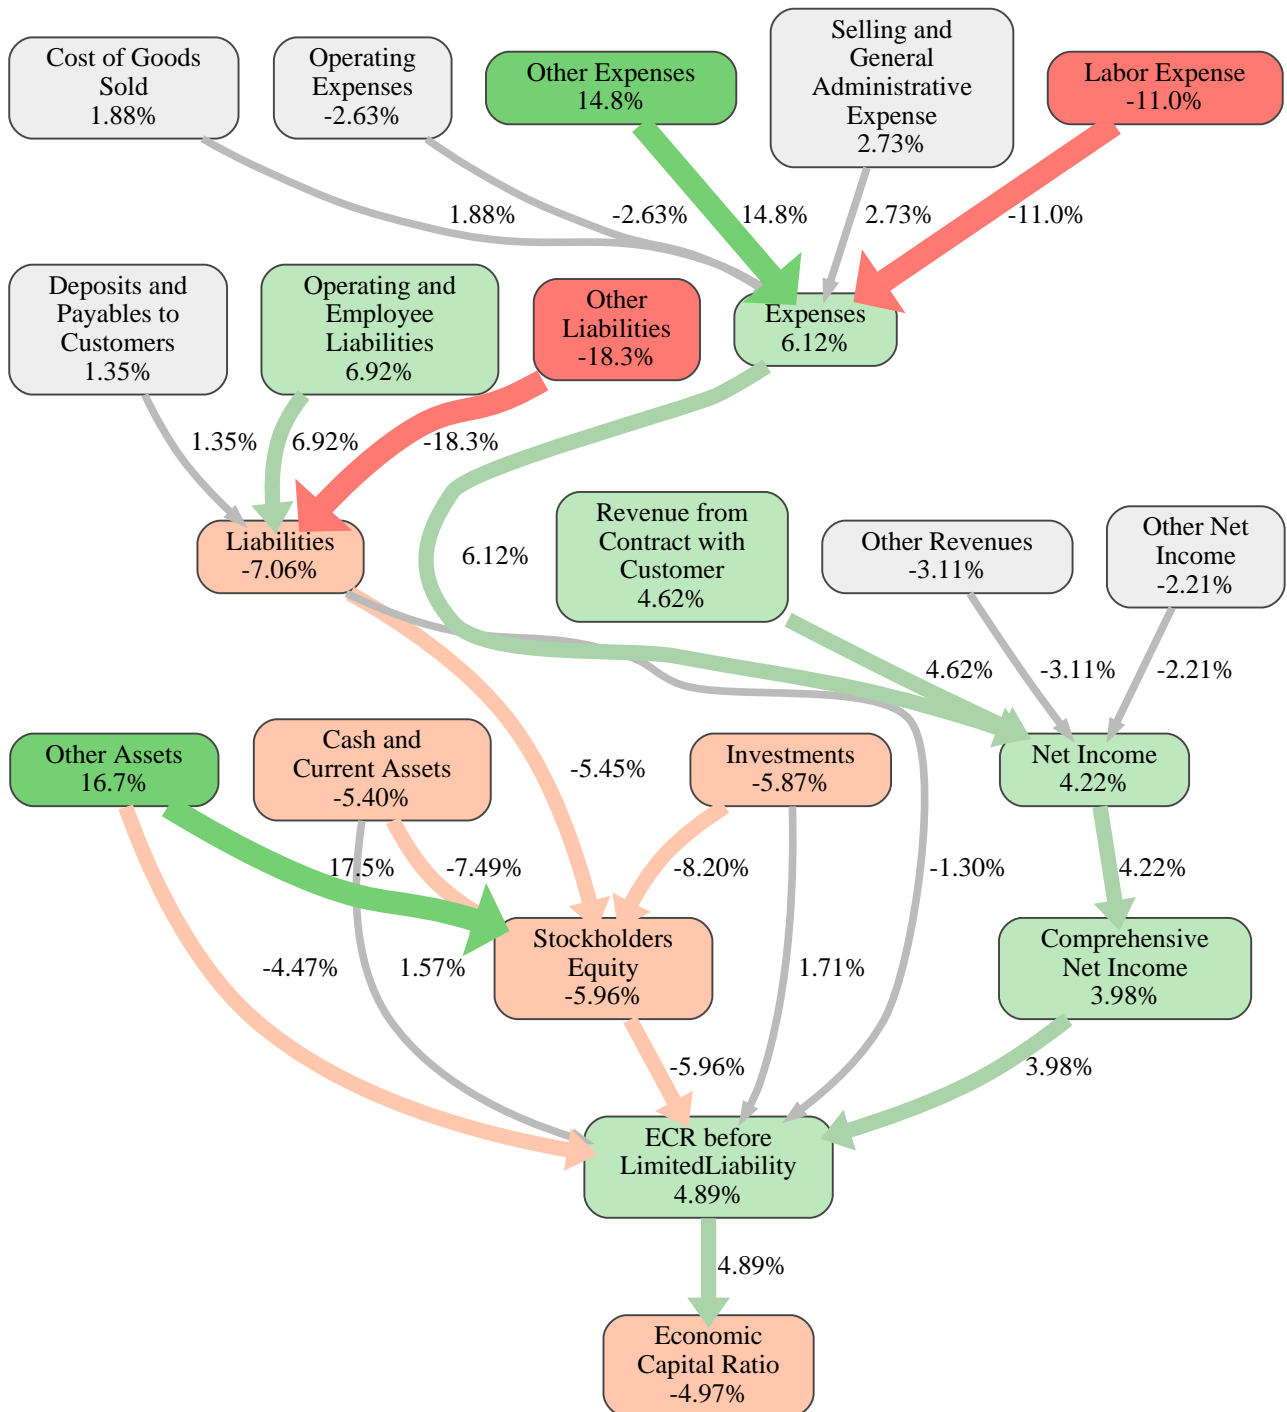 Cost of Goods
Sold
1.88%
Operating
Expenses
-2.63%
Other Expenses
14.8%
Selling and
General
Administrative
Expense
2.73%
Labor Expense
-11.0%
1.88%
-2.63%
14.8%
2.73%
-11.0%
Deposits and
Payables to
Customers
1.35%
Operating and
Employee
Liabilities
6.92%
Other
Liabilities
-18.3%
Expenses
6.12%
1.35%
6.92%
-18.3%
Liabilities
-7.06%
6.12%
Revenue from
Contract with
Customer
4.62%
Other Revenues
-3.11%
Other Net
Income
-2.21%
4.62%
-3.11%
-2.21%
Other Assets
16.7%
Cash and
Current Assets
-5.40%
-5.45%
Investments
-5.87%
Net Income
4.22%
17.5%
-7.49%
-8.20%
-1.30%
4.22%
-4.47%
1.57%
Stockholders
Equity
-5.96%
1.71%
Comprehensive
Net Income
3.98%
-5.96%
3.98%
ECR before
LimitedLiability
4.89%
4.89%
Economic
Capital Ratio
-4.97%